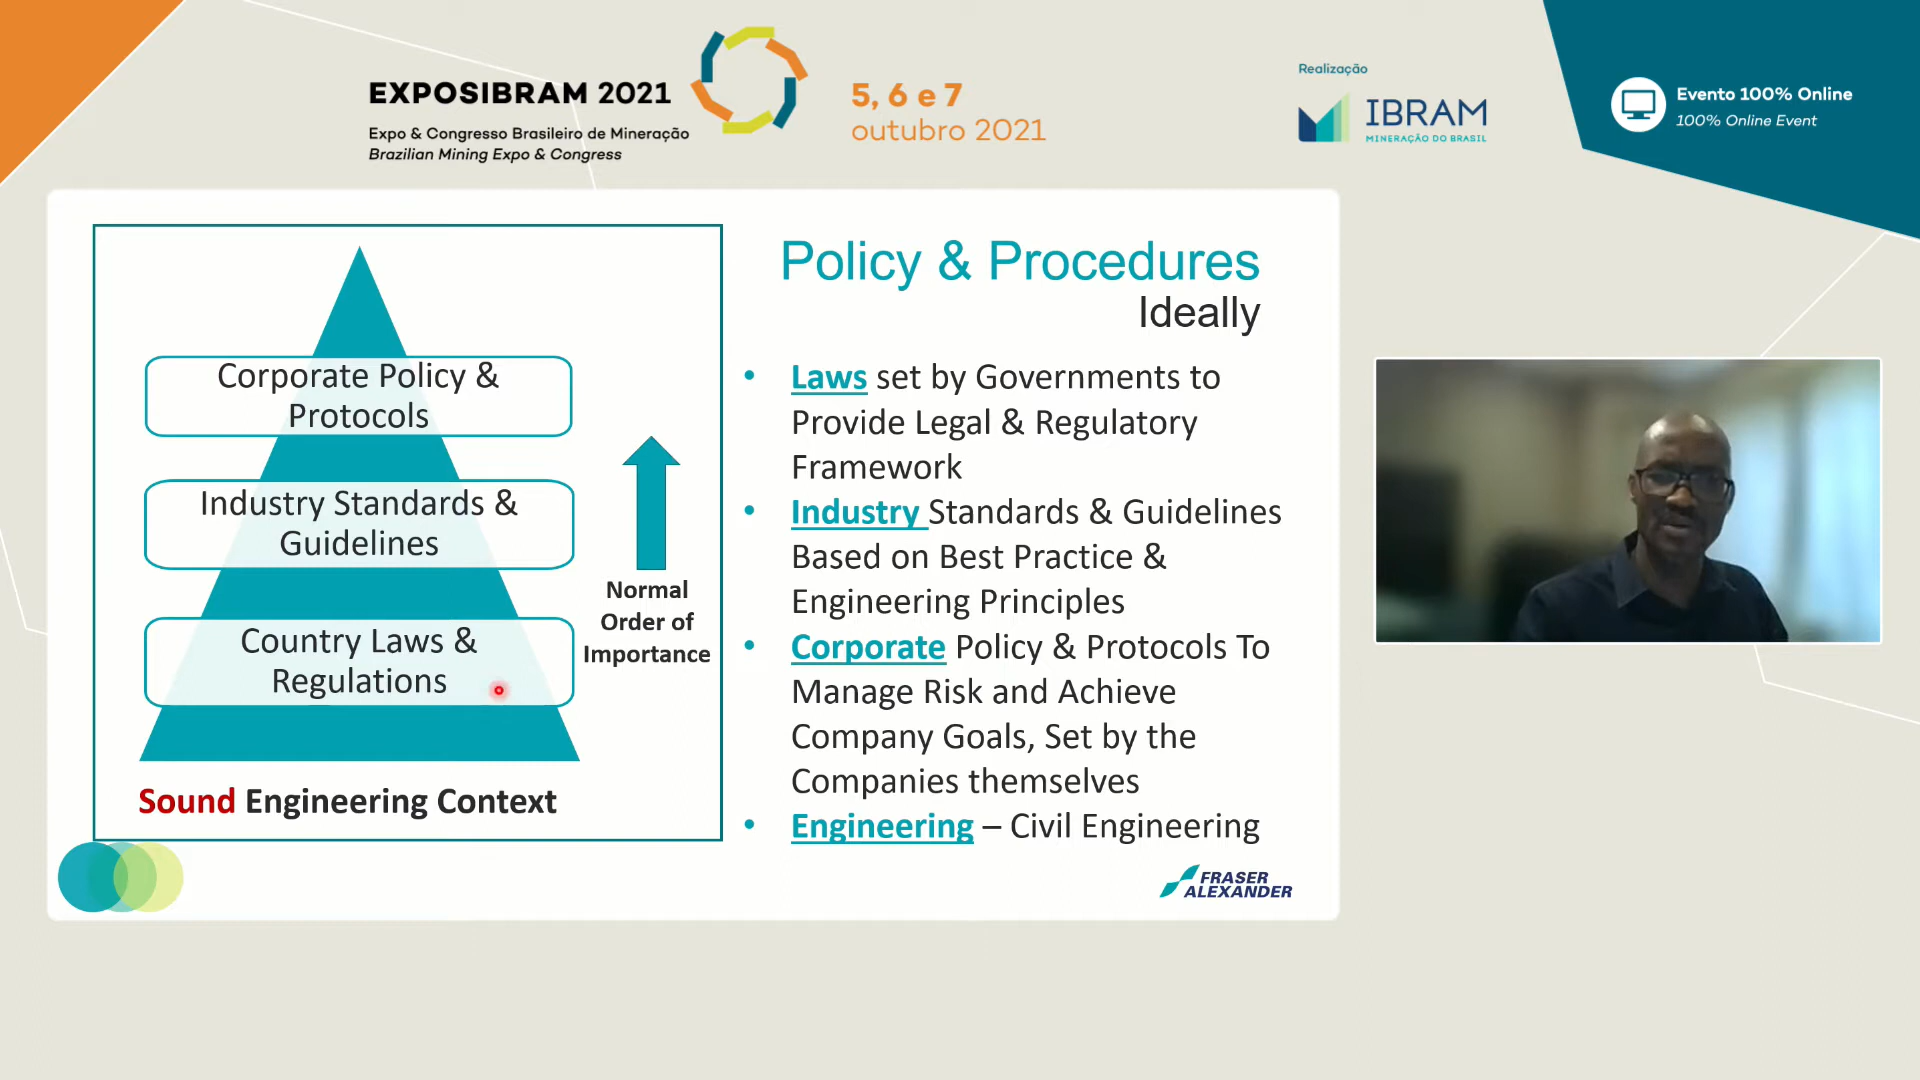 EXPOSIBRAM 2021
Expo & Congresso Brasileiro de Mineração
Brazilian Mining Expo & Congress
5, 6 e 7
outubro 2021
Realização
IBRAM
MINERAÇÃO DO BRASIL
Evento 100% Online
100% Online Event
Corporate Policy &
Protocols
Industry Standards &
Guidelines
Country Laws &
Regulations
Normal
Order of
Importance
Sound Engineering Context
Policy & Procedures
Ideally
• Laws set by Governments to
Provide Legal & Regulatory
Framework
• Industry Standards & Guidelines
Based on Best Practice &
Engineering Principles
• Corporate Policy & Protocols To
Manage Risk and Achieve
Company Goals, Set by the
Companies themselves
• Engineering – Civil Engineering
FRASER
ALEXANDER